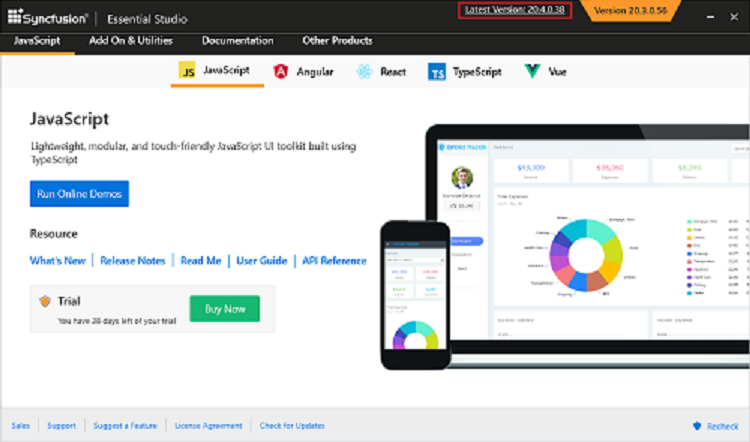 Syncfusion | Essential Studio
Latest Version: 20.4.0.38
Version 20.3.0.56
JavaScript
Add On & Utilities
Documentation
Other Products
JS JavaScript
Angular
React
TS TypeScript
Vue
JavaScript
Lightweight, modular, and touch-friendly JavaScript UI toolkit built using
TypeScript
Run Online Demos
Resource
What's New | Release Notes | Read Me | User Guide | API Reference
Trial
You have 28 days left of your trial
Buy Now
EXPENSE TRACKER
Dashboard
Sales
Support
Suggest a Feature
License Agreement
Check for Updates
Recheck